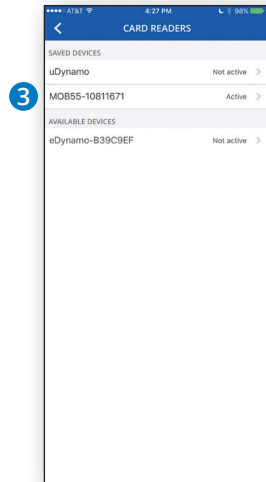 AT&T 4:27 PM 98%
CARD READERS
SAVED DEVICES
uDynamo Not active
3 MOB55-10811671 Active
AVAILABLE DEVICES
eDynamo-B39C9EF Not active